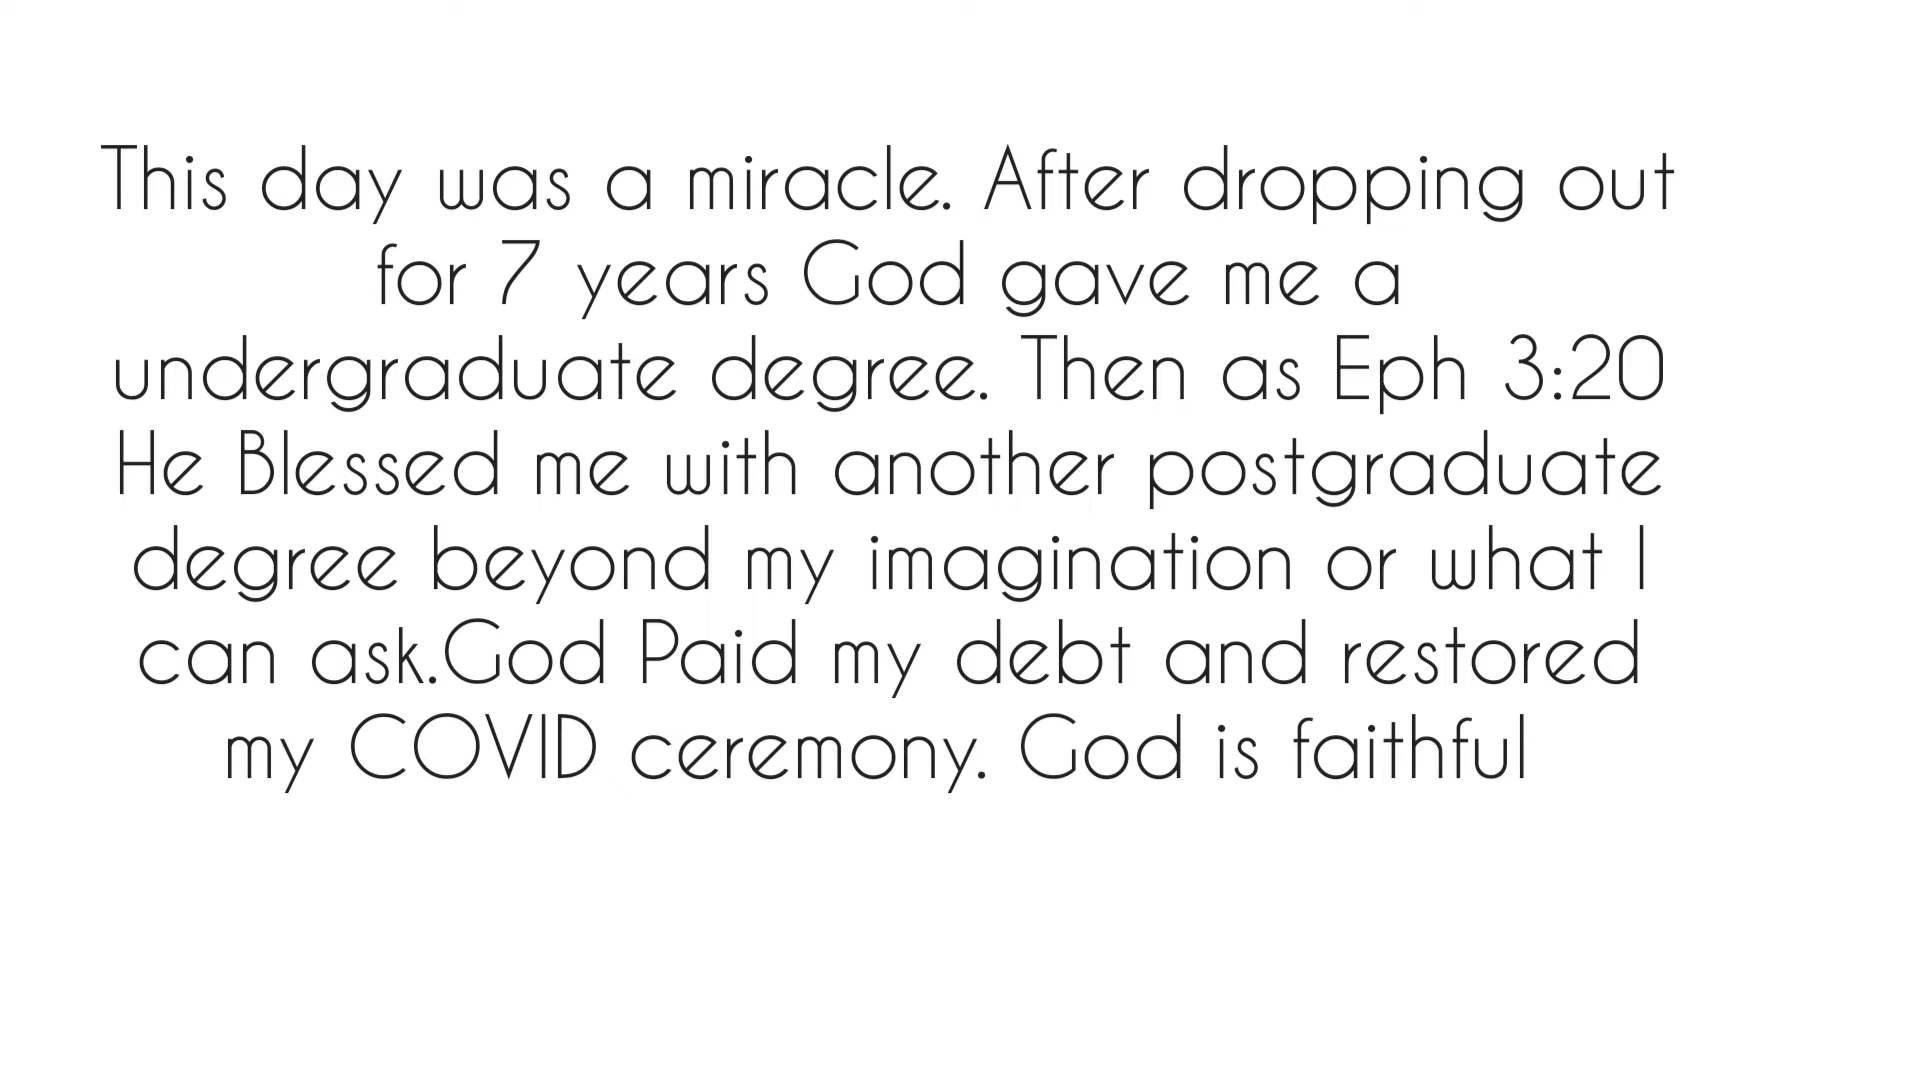 This day was a miracle. After dropping out
for 7 years God gave me a
undergraduate degree. Then as Eph 3:20
He Blessed me with another postgraduate
degree beyond my imagination or what I
can ask.God Paid my debt and restored
my COVID ceremony. God is faithful